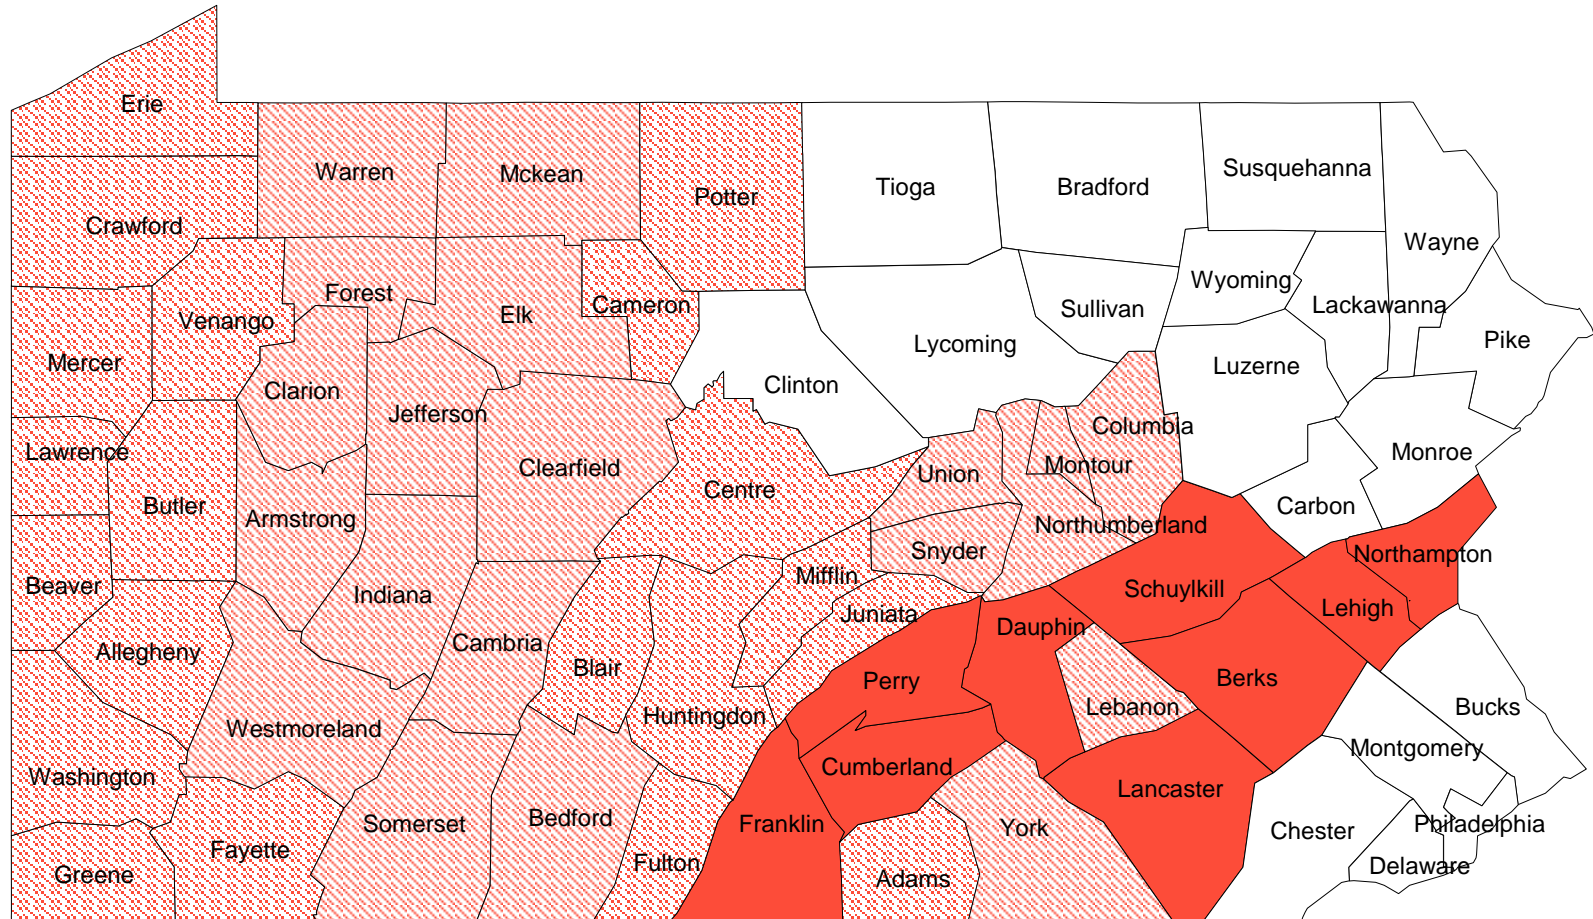 Erie
Warren
Mckean
Potter
Tioga
Bradford
Susquehanna
Crawford
Wayne
Venango
Forest
Elk
Cameron
Sullivan
Wyoming
Lackawanna
Mercer
Clarion
Jefferson
Clinton
Lycoming
Luzerne
Pike
Lawrence
Butler
Armstrong
Clearfield
Centre
Union
Montour
Columbia
Carbon
Monroe
Beaver
Indiana
Snyder
Northumberland
Northampton
Allegheny
Cambria
Blair
Mifflin
Juniata
Dauphin
Schuylkill
Lehigh
Westmoreland
Huntingdon
Perry
Lebanon
Berks
Bucks
Washington
Somerset
Bedford
Cumberland
Lancaster
Montgomery
Greene
Fayette
Fulton
Franklin
Adams
York
Chester
Philadelphia
Delaware